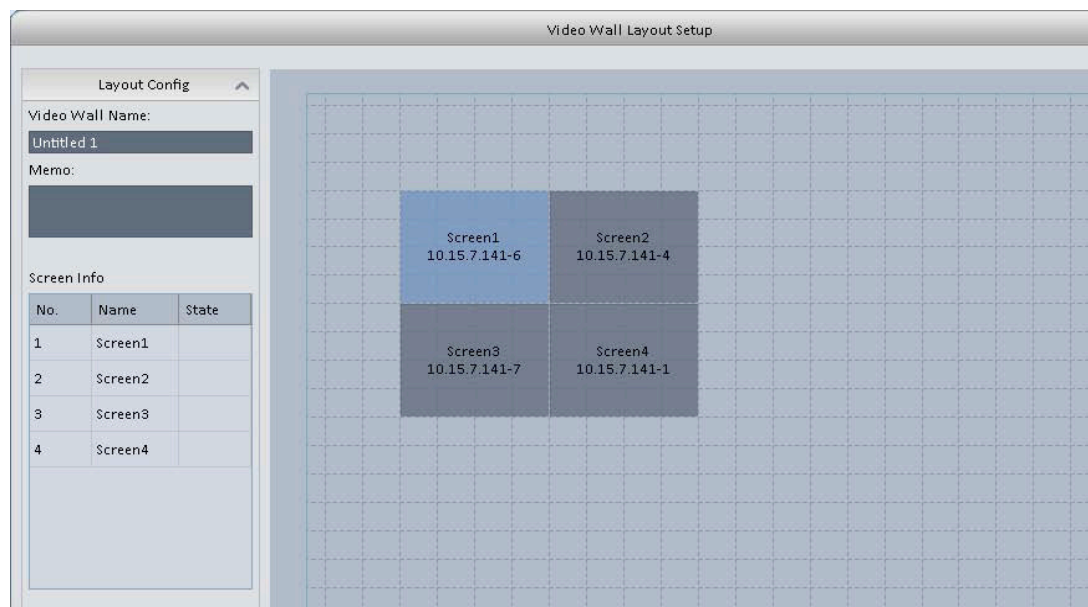 Video Wall Layout Setup
Layout Config
Video Wall Name:
Untitled 1
Memo:
Screen Info
No. Name State
1 Screen1
2 Screen2
3 Screen3
4 Screen4
Screen1
10.15.7.141-6
Screen2
10.15.7.141-4
Screen3
10.15.7.141-7
Screen4
10.15.7.141-1